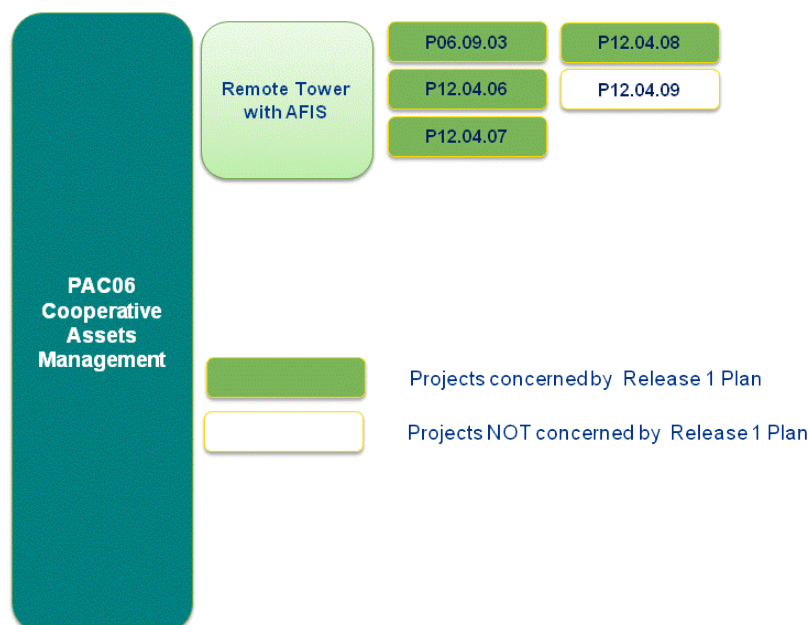 PAC06
Cooperative
Assets
Management
Remote Tower
with AFIS
P06.09.03
P12.04.08
P12.04.06
P12.04.09
P12.04.07
Projects concerned by Release 1 Plan
Projects NOT concerned by Release 1 Plan